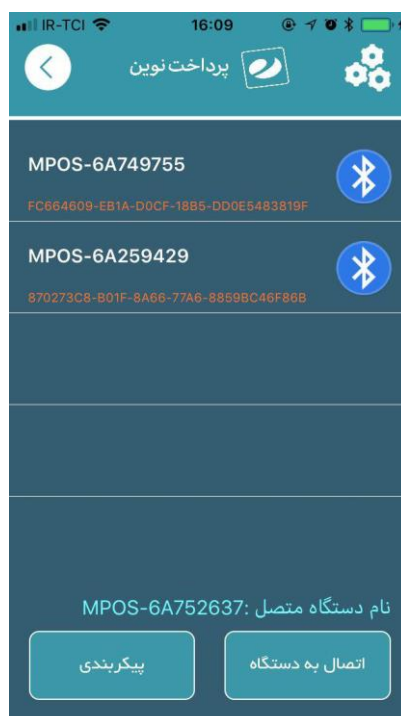 IR-TCI 16:09
پرداخت نوین
MPOS-6A749755
FC664609-EB1A-D0CF-18B5-DD0E5483819F
MPOS-6A259429
870273C8-B01F-8A66-77A6-8859BC46F86B
نام دستگاه متصل :MPOS-6A752637
اتصال به دستگاه
پیکربندی